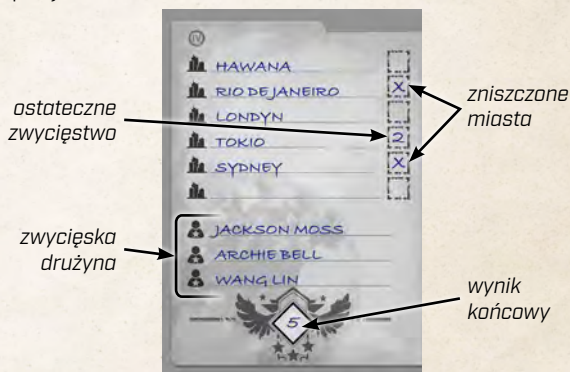 IV
HAWANA
RIO DE JANEIRO X
LONDYN
TOKIO 2
SYDNEY X
JACKSON MOSS
ARCHIE BELL
WANG LIN
5
ostateczne
zwycięstwo
zwycięska
drużyna
zniszczone
miasta
wynik
końcowy